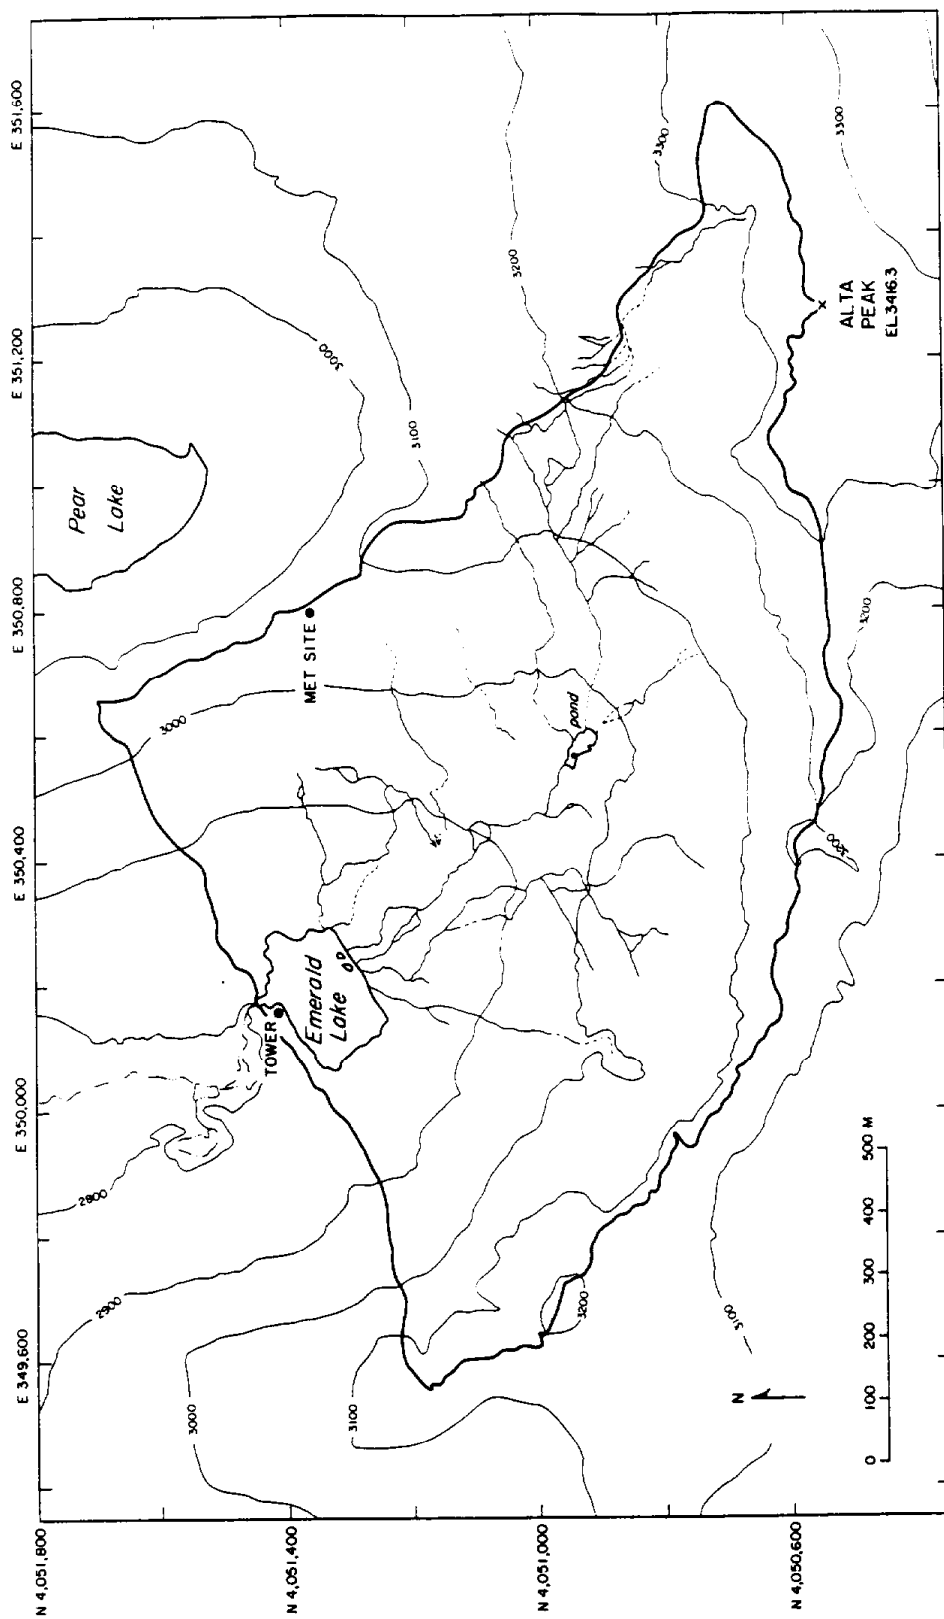 E 349,600
E 350,000
E 350,400
E 350,800
E 351,200
E 351,600
N 4,051,800
N 4,051,400
N 4,051,000
N 4,050,600
Pear
Lake
3000
3100
3200
3300
3300
2800
2900
3000
3100
3000
MET SITE
TOWER
Emerald
Lake
pond
3200
3100
3200
3200
ALTA
PEAK
EL 3416.3
N
0 100 200 300 400 500 M